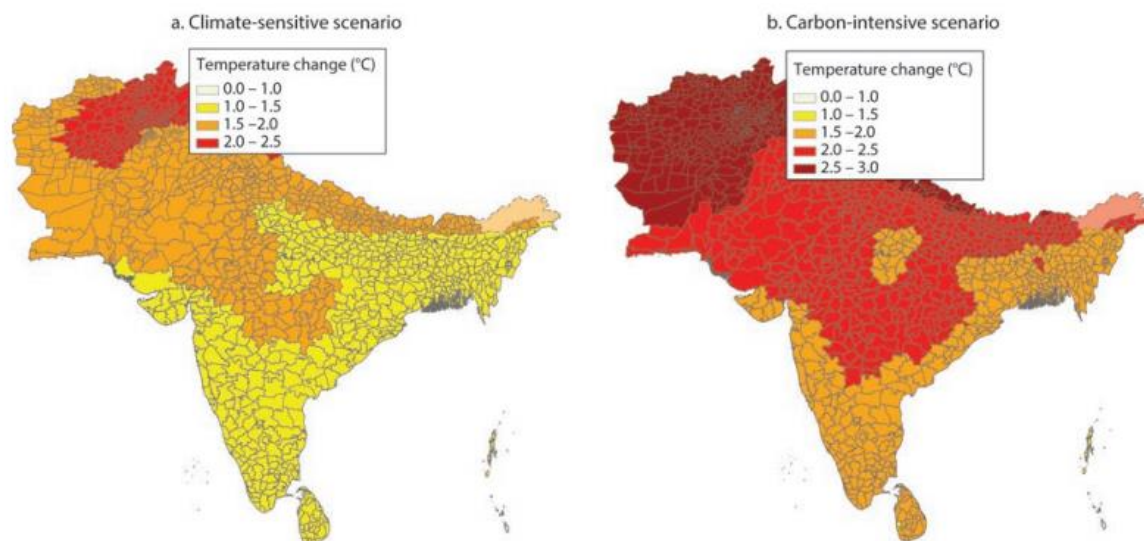 a. Climate-sensitive scenario
Temperature change (°C)
0.0 – 1.0
1.0 – 1.5
1.5 –2.0
2.0 – 2.5
b. Carbon-intensive scenario
Temperature change (°C)
0.0 – 1.0
1.0 – 1.5
1.5 –2.0
2.0 – 2.5
2.5 – 3.0